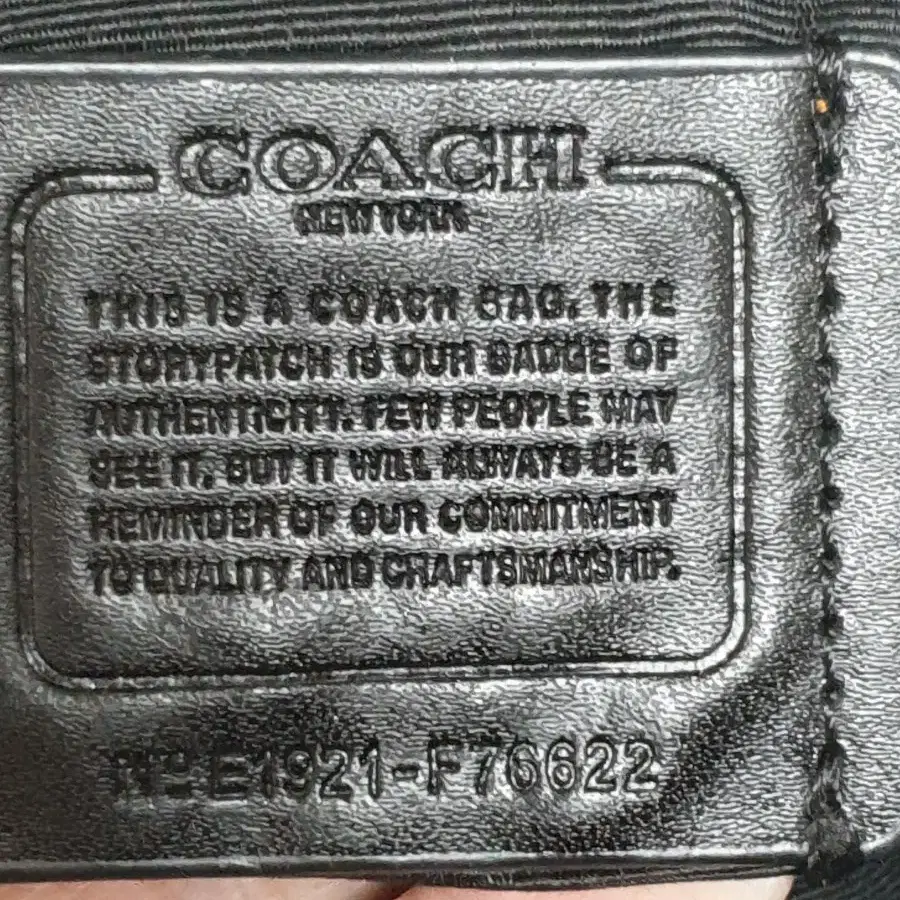 COACH
NEW YORK
THIS IS A COACH BAG. THE
STORYPATCH IS OUR BADGE OF
AUTHENTICITY. FEW PEOPLE MAY
SEE IT, BUT IT WILL ALWAYS BE A
REMINDER OF OUR COMMITMENT
TO QUALITY AND CRAFTSMANSHIP.
Nº E1921-F76622